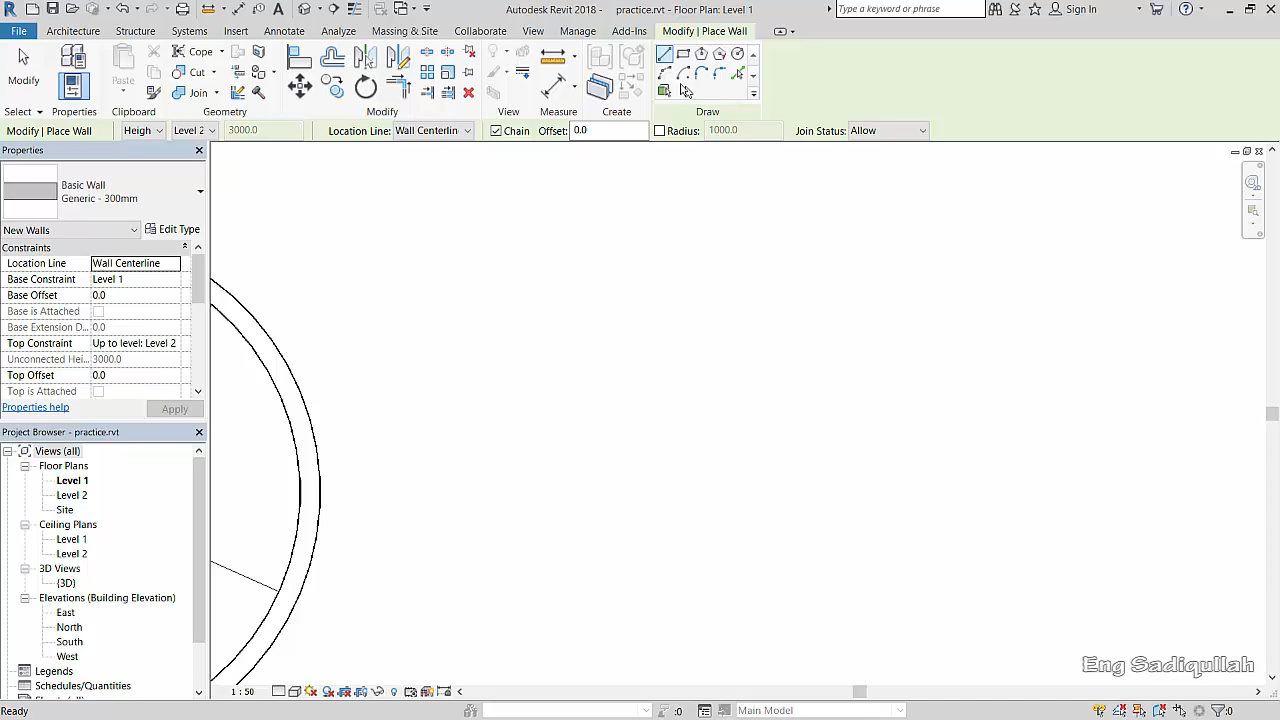 Autodesk Revit 2018 - practice.rvt - Floor Plan: Level 1
Type a keyword or phrase
Sign In
File Architecture Structure Systems Insert Annotate Analyze Massing & Site Collaborate View Manage Add-Ins Modify | Place Wall
Modify
Paste
Cope
Cut
Join
Select Properties Clipboard Geometry Modify View Measure Create Draw
Modify | Place Wall Heigh Level 2 3000.0 Location Line: Wall Centerlin Chain Offset: 0.0 Radius: 1000.0 Join Status: Allow
Properties
Basic Wall
Generic - 300mm
New Walls Edit Type
Constraints
Location Line Wall Centerline
Base Constraint Level 1
Base Offset 0.0
Base is Attached
Base Extension D... 0.0
Top Constraint Up to level: Level 2
Unconnected Hei... 3000.0
Top Offset 0.0
Top is Attached
Properties help Apply
Project Browser - practice.rvt
Views (all)
Floor Plans
Level 1
Level 2
Site
Ceiling Plans
Level 1
Level 2
3D Views
{3D}
Elevations (Building Elevation)
East
North
South
West
Legends
Schedules/Quantities
Eng Sadiqullah
1 : 50
Ready :0 Main Model :0